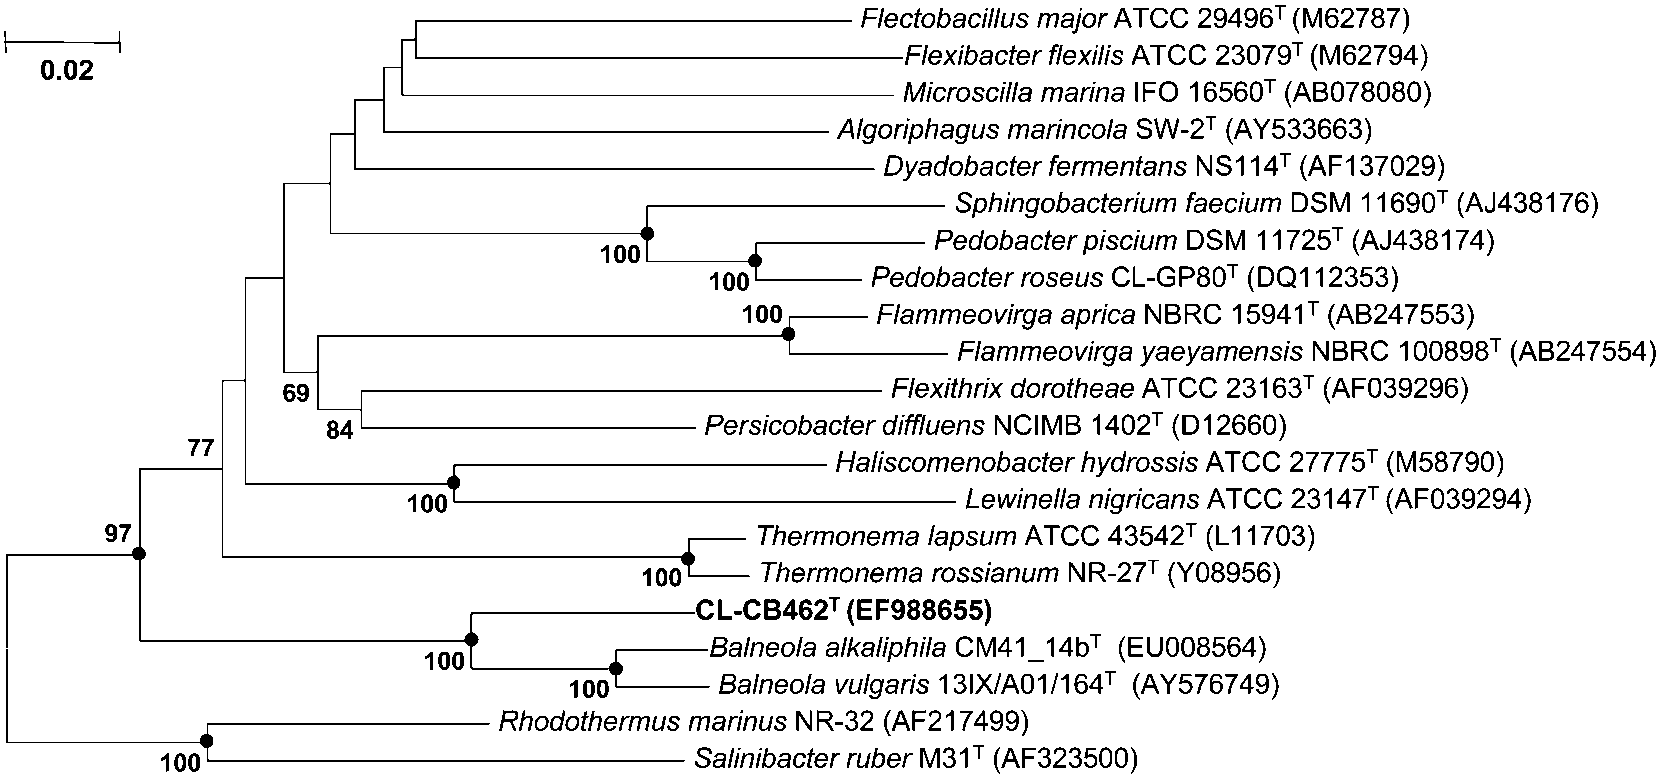 Flectobacillus major ATCC 29496ᵀ (M62787)
0.02
Flexibacter flexilis ATCC 23079ᵀ (M62794)
Microscilla marina IFO 16560ᵀ (AB078080)
Algoriphagus marincola SW-2ᵀ (AY533663)
Dyadobacter fermentans NS114ᵀ (AF137029)
Sphingobacterium faecium DSM 11690ᵀ (AJ438176)
100
Pedobacter piscium DSM 11725ᵀ (AJ438174)
100
Pedobacter roseus CL-GP80ᵀ (DQ112353)
100
Flammeovirga aprica NBRC 15941ᵀ (AB247553)
Flammeovirga yaeyamensis NBRC 100898ᵀ (AB247554)
69
Flexithrix dorotheae ATCC 23163ᵀ (AF039296)
84
Persicobacter diffluens NCIMB 1402ᵀ (D12660)
77
Haliscomenobacter hydrossis ATCC 27775ᵀ (M58790)
100
Lewinella nigricans ATCC 23147ᵀ (AF039294)
97
Thermonema lapsum ATCC 43542ᵀ (L11703)
100
Thermonema rossianum NR-27ᵀ (Y08956)
CL-CB462ᵀ (EF988655)
100
Balneola alkaliphila CM41_14bᵀ (EU008564)
100
Balneola vulgaris 13IX/A01/164ᵀ (AY576749)
Rhodothermus marinus NR-32 (AF217499)
100
Salinibacter ruber M31ᵀ (AF323500)